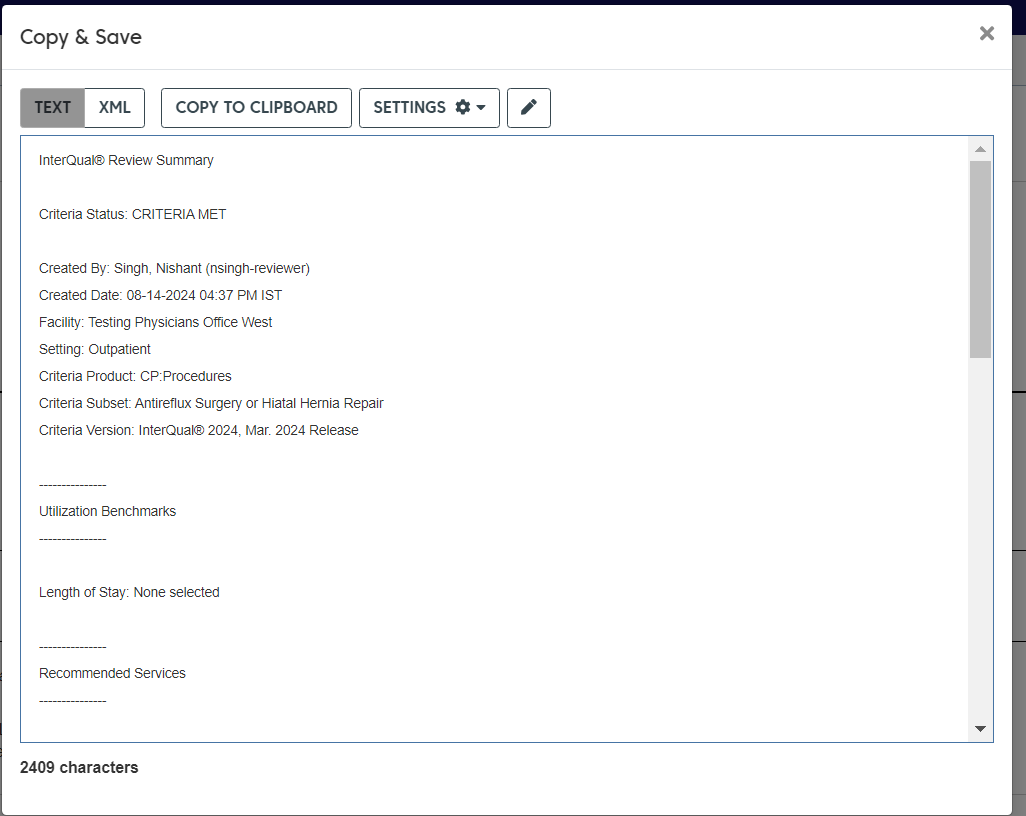 Copy & Save
TEXT
XML
COPY TO CLIPBOARD
SETTINGS
InterQual® Review Summary
Criteria Status: CRITERIA MET
Created By: Singh, Nishant (nsingh-reviewer)
Created Date: 08-14-2024 04:37 PM IST
Facility: Testing Physicians Office West
Setting: Outpatient
Criteria Product: CP:Procedures
Criteria Subset: Antireflux Surgery or Hiatal Hernia Repair
Criteria Version: InterQual® 2024, Mar. 2024 Release
---------------
Utilization Benchmarks
---------------
Length of Stay: None selected
---------------
Recommended Services
---------------
2409 characters